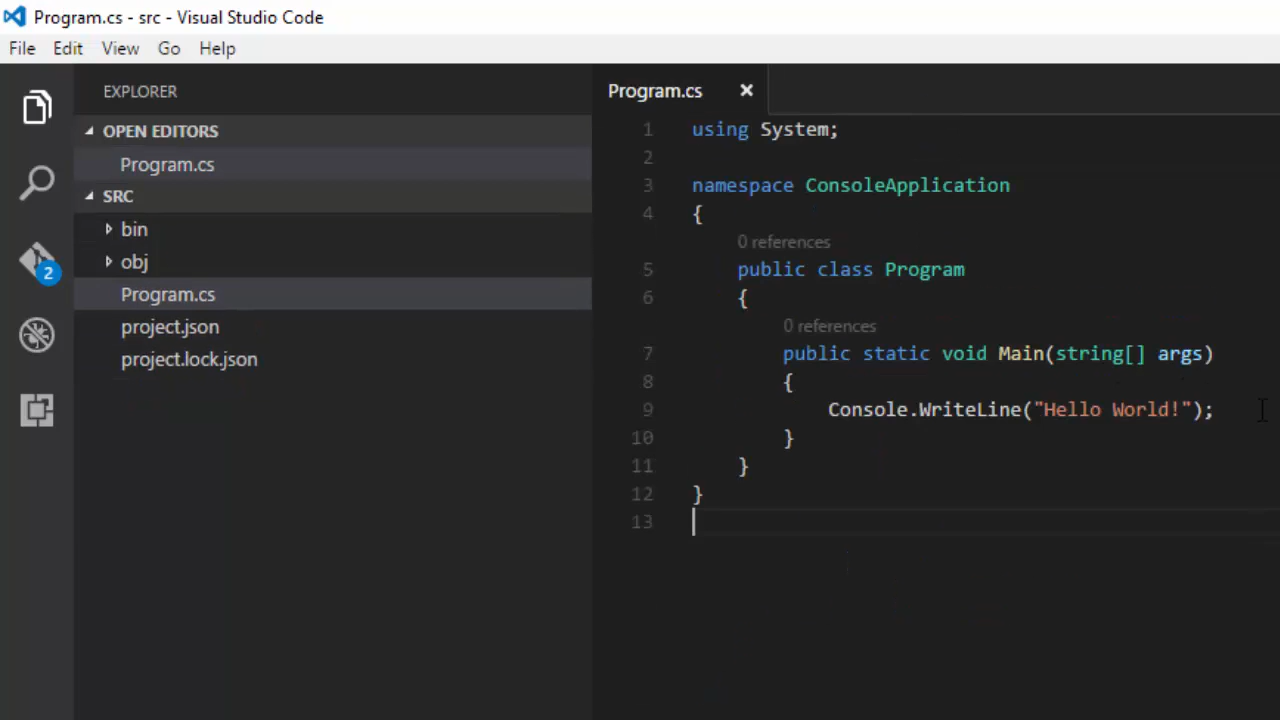 Program.cs - src - Visual Studio Code
File Edit View Go Help
EXPLORER
OPEN EDITORS
Program.cs
SRC
bin
obj
Program.cs
project.json
project.lock.json
2
Program.cs
1 using System;
2
3 namespace ConsoleApplication
4 {
0 references
5 public class Program
6 {
0 references
7 public static void Main(string[] args)
8 {
9 Console.WriteLine("Hello World!");
10 }
11 }
12 }
13